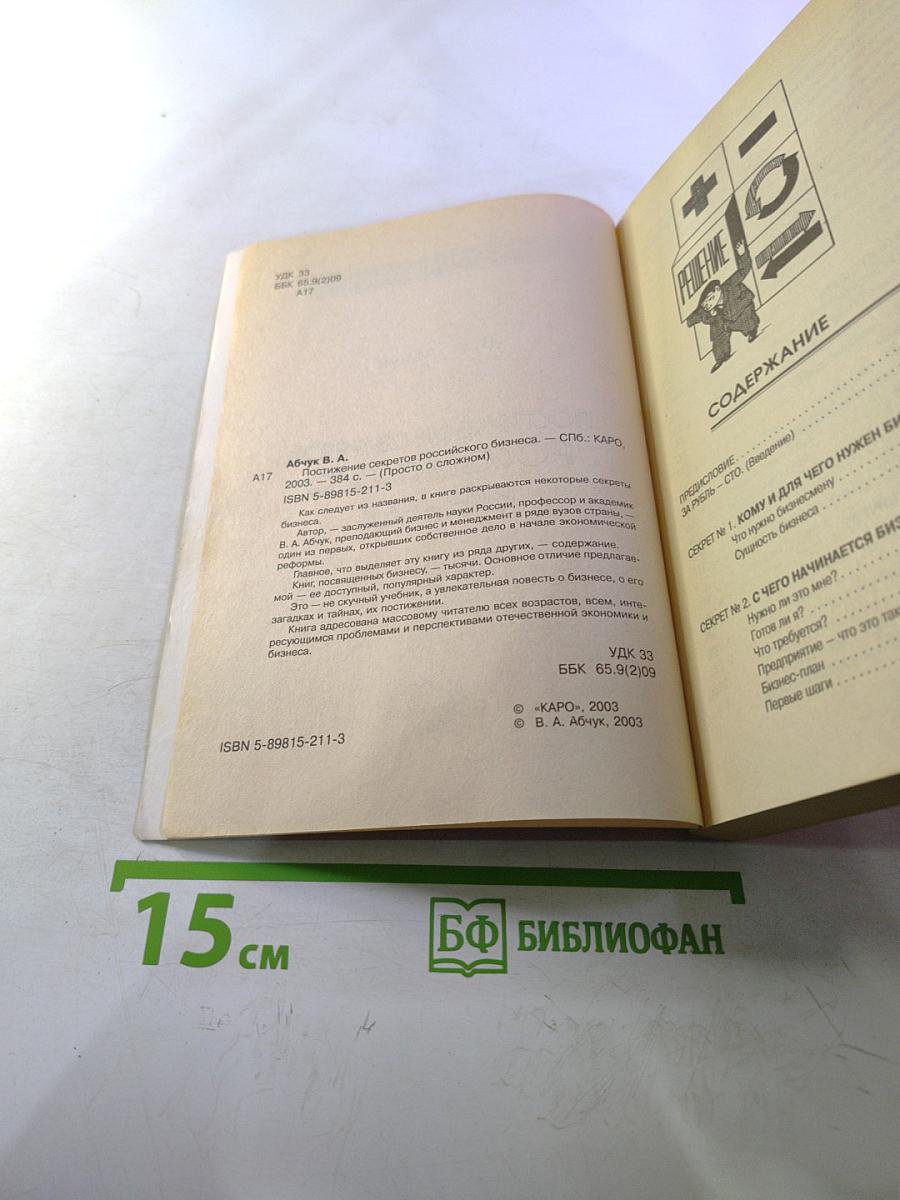 УДК 33
ББК 65.9(2)09
А17
Абчук В. А.
А17 Постижение секретов российского бизнеса. — СПб.: КАРО,
2003. — 384 с. — (Просто о сложном)
ISBN 5-89815-211-3
Как следует из названия, в книге раскрываются некоторые секреты
бизнеса.
Автор, — заслуженный деятель науки России, профессор и академик
В. А. Абчук, преподающий бизнес и менеджмент в ряде вузов страны, —
один из первых, открывших собственное дело в начале экономической
реформы.
Главное, что выделяет эту книгу из ряда других, — содержание.
Книг, посвященных бизнесу, — тысячи. Основное отличие предлагае-
мой — ее доступный, популярный характер.
Это — не скучный учебник, а увлекательная повесть о бизнесе, о его
загадках и тайнах, их постижении.
Книга адресована массовому читателю всех возрастов, всем, инте-
ресующимся проблемами и перспективами отечественной экономики и
бизнеса.
УДК 33
ББК 65.9(2)09
© «КАРО», 2003
© В. А. Абчук, 2003
ISBN 5-89815-211-3
РЕШЕНИЕ
СОДЕРЖАНИЕ
ПРЕДИСЛОВИЕ
ЗА РУБЛЬ – СТО. (Введение)
СЕКРЕТ № 1. КОМУ И ДЛЯ ЧЕГО НУЖЕН БИ
Что нужно бизнесмену
Сущность бизнеса
СЕКРЕТ № 2. С ЧЕГО НАЧИНАЕТСЯ БИЗ
Нужно ли это мне?
Готов ли я?
Что требуется?
Предприятие – что это так
Бизнес-план
Первые шаги
15 см
БФ БИБЛИОФАН